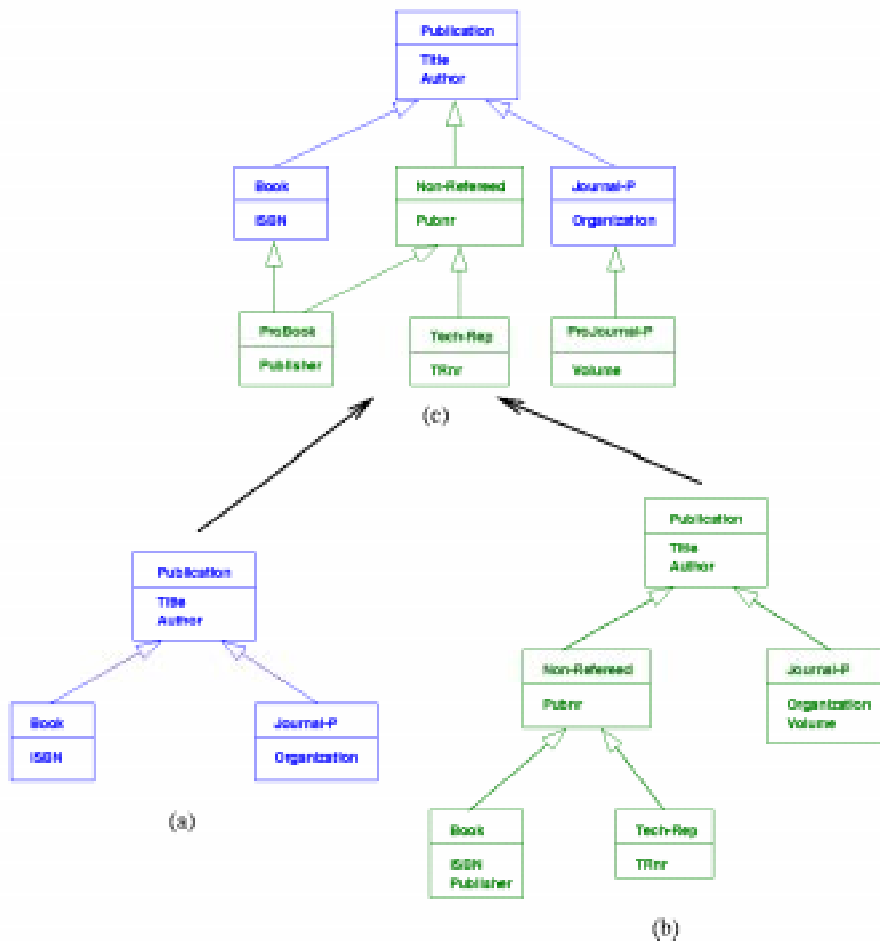 Publication
Title
Author
Book
ISBN
Non-Refereed
Pubnr
Journal-P
Organization
ProBook
Publisher
Tech-Rep
TRnr
ProJournal-P
Volume
(c)
Publication
Title
Author
Book
ISBN
Journal-P
Organization
(a)
Publication
Title
Author
Non-Refereed
Pubnr
Journal-P
Organization
Volume
Book
ISBN
Publisher
Tech-Rep
TRnr
(b)